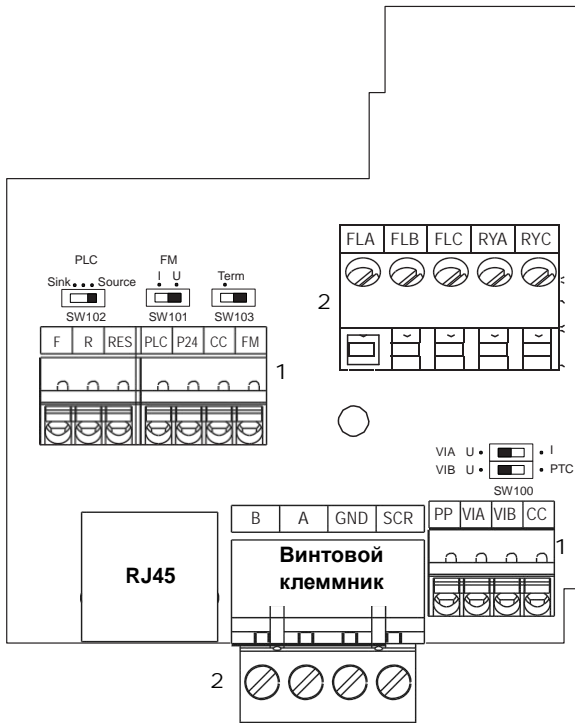 FLA FLB FLC RYA RYC
2
PLC FM
I U Term
Sink Source
SW102 SW101 SW103
F R RES PLC P24 CC FM
1
VIA U I
VIB U PTC
SW100
B A GND SCR
PP VIA VIB CC
1
RJ45
Винтовой
клеммник
2